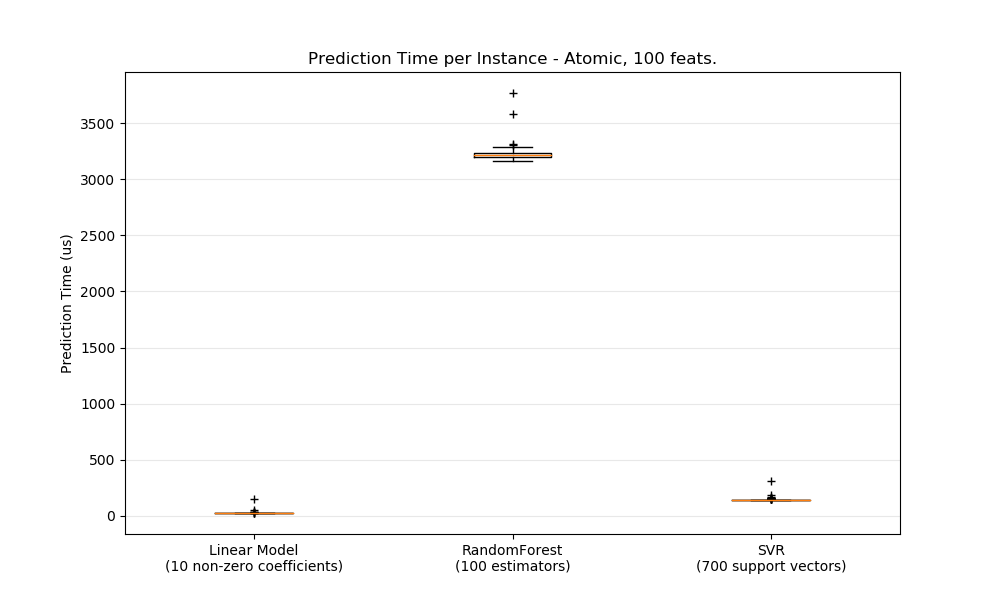 Prediction Time per Instance - Atomic, 100 feats.
Prediction Time (us)
3500
3000
2500
2000
1500
1000
500
0
Linear Model
(10 non-zero coefficients)
RandomForest
(100 estimators)
SVR
(700 support vectors)